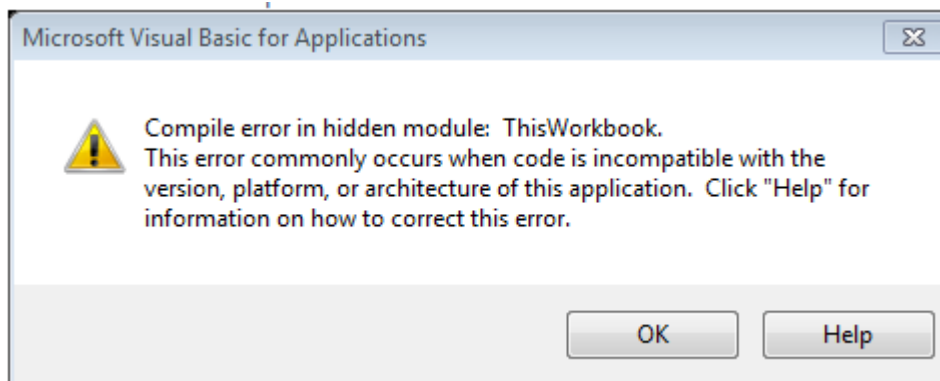 Microsoft Visual Basic for Applications
Compile error in hidden module:  ThisWorkbook.
This error commonly occurs when code is incompatible with the
version, platform, or architecture of this application.  Click "Help" for
information on how to correct this error.
OK
Help